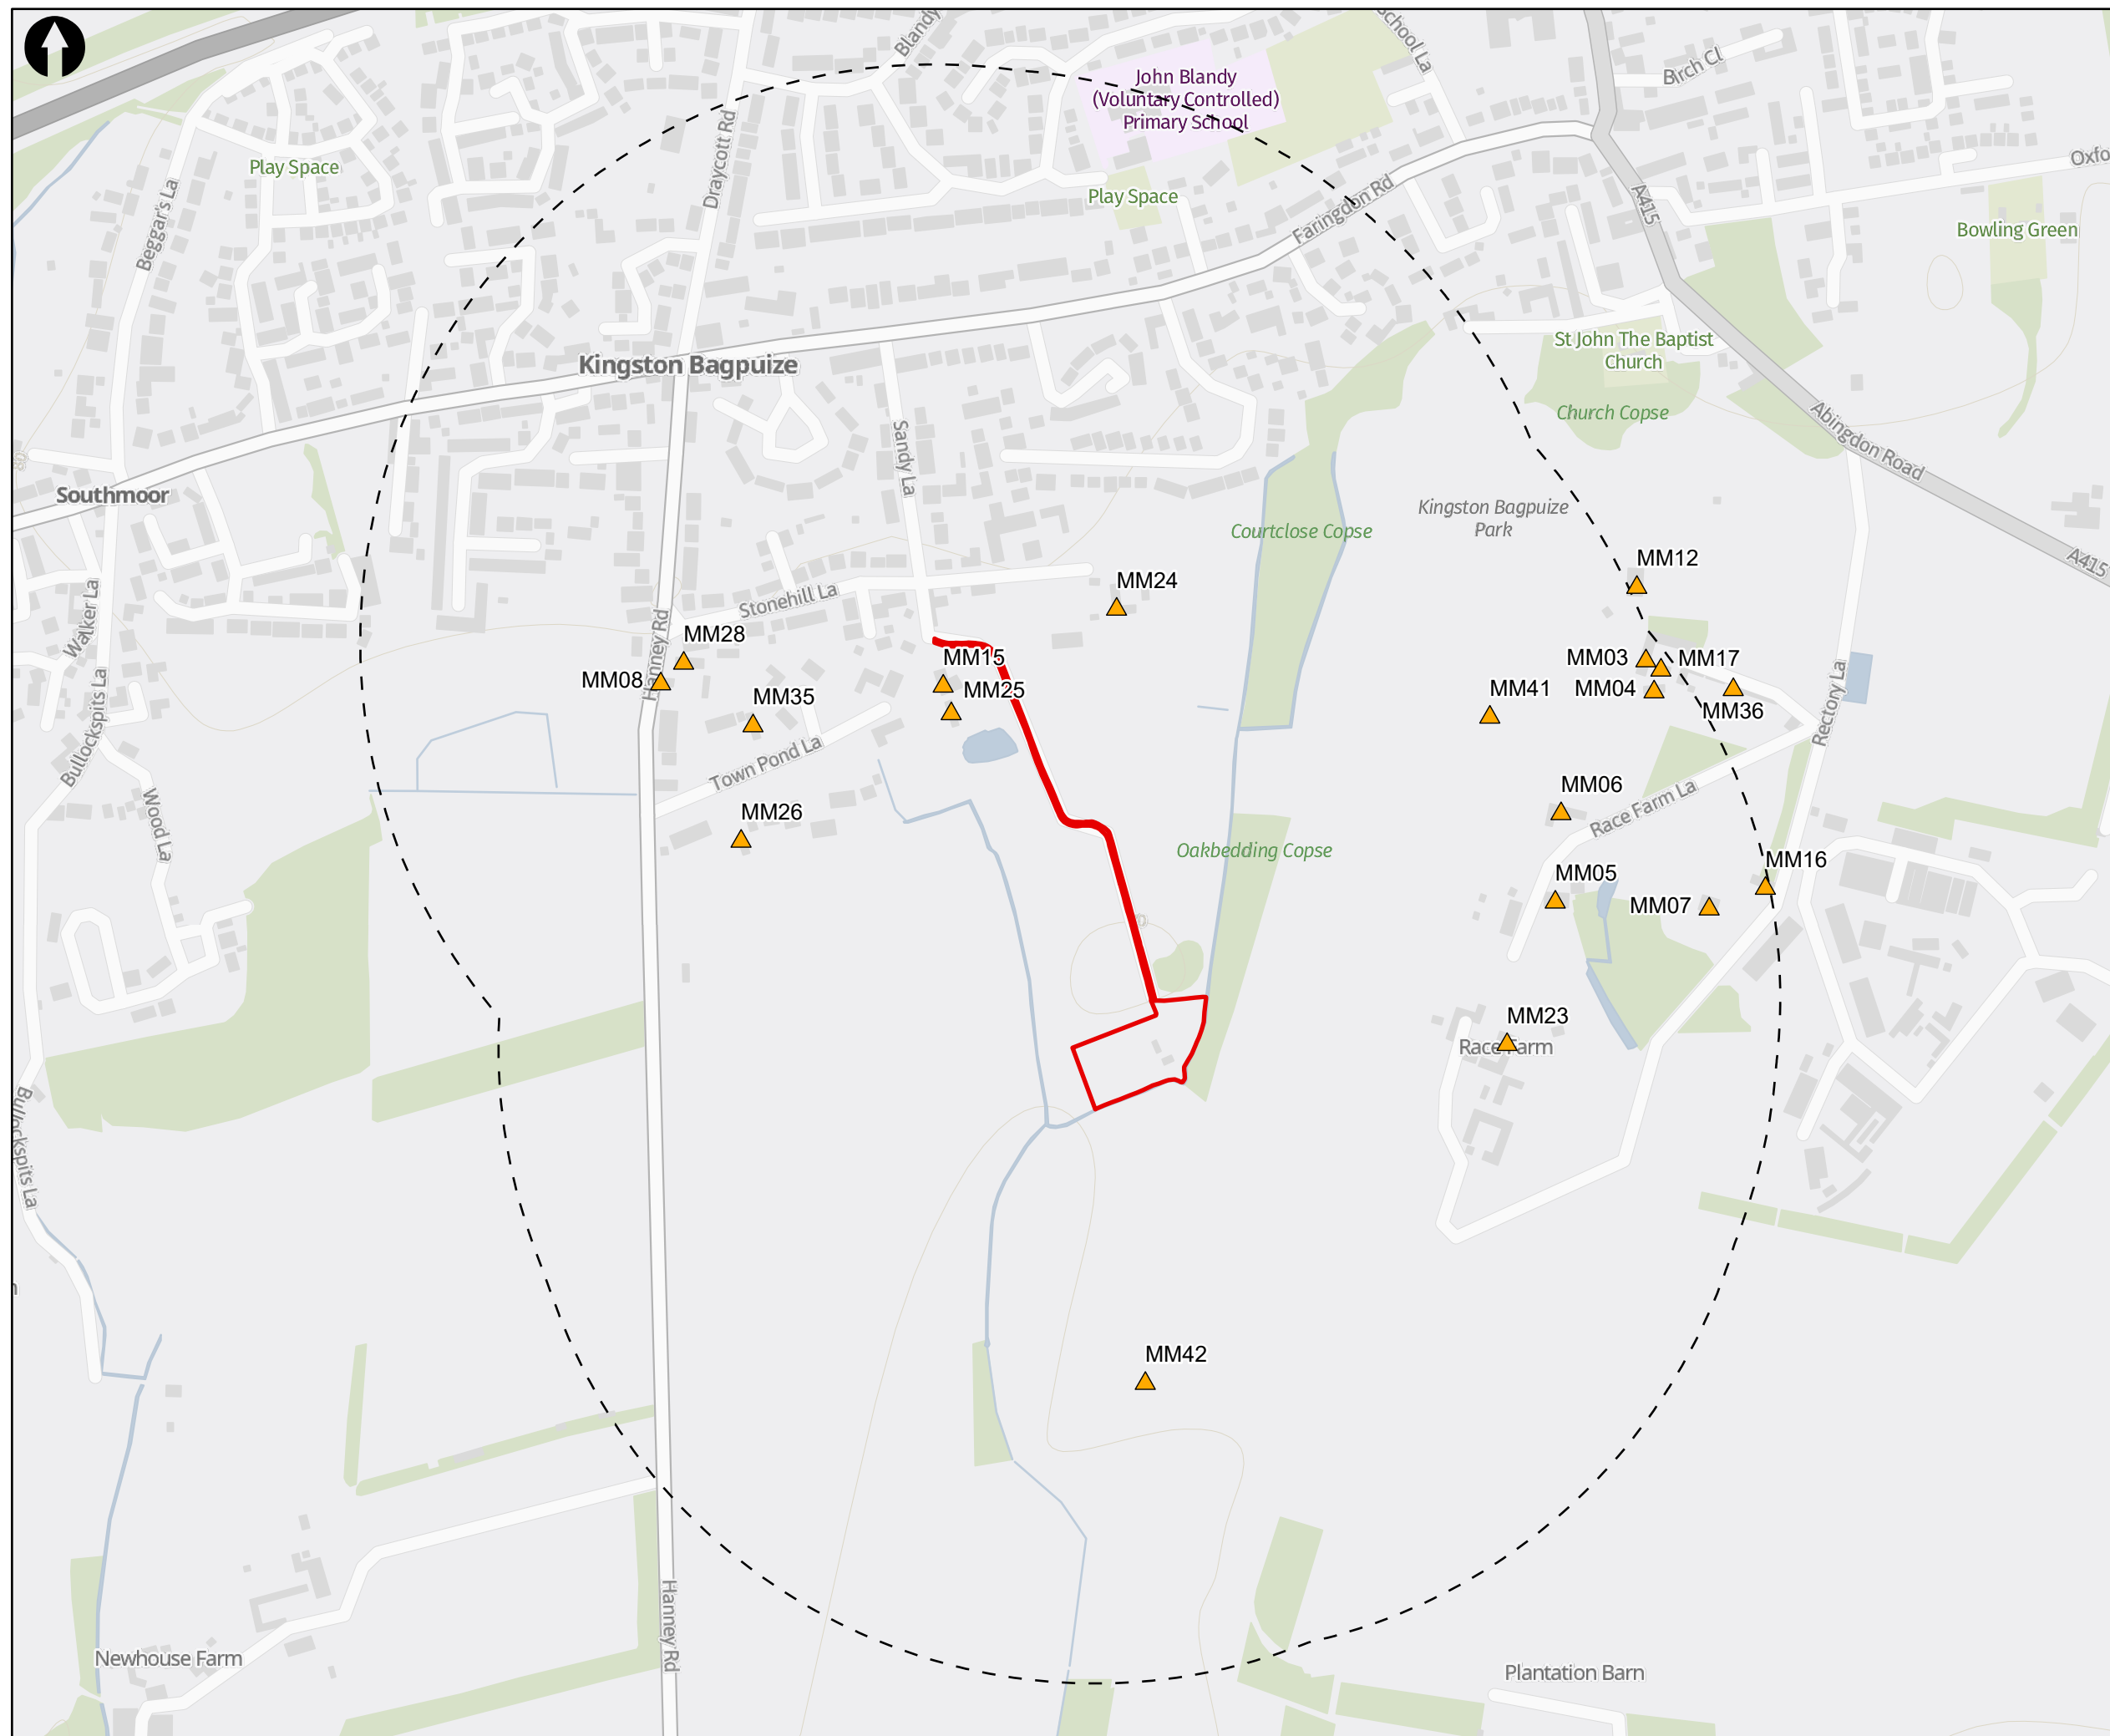 Blandy
School La
John Blandy
(Voluntary Controlled)
Primary School
Birch Cl
Play Space
Draycott Rd
Beggar's La
Play Space
Faringdon Rd
A415
Oxfo
Bowling Green
Kingston Bagpuize
St John The Baptist
Church
Church Copse
Abingdon Road
Sandy La
Southmoor
Kingston Bagpuize
Park
Courtclose Copse
A415
MM12
MM24
Stonehill La
Walker La
Hanney Rd
MM28
MM15
MM03
MM17
MM08
MM25
MM41
MM04
MM35
MM36
Rectory La
Bullockspits La
Town Pond La
MM06
Race Farm La
MM26
Wood La
Oakbedding Copse
MM16
MM05
MM07
MM23
Race Farm
Bullockspits La
MM42
Hanney Rd
Newhouse Farm
Plantation Barn